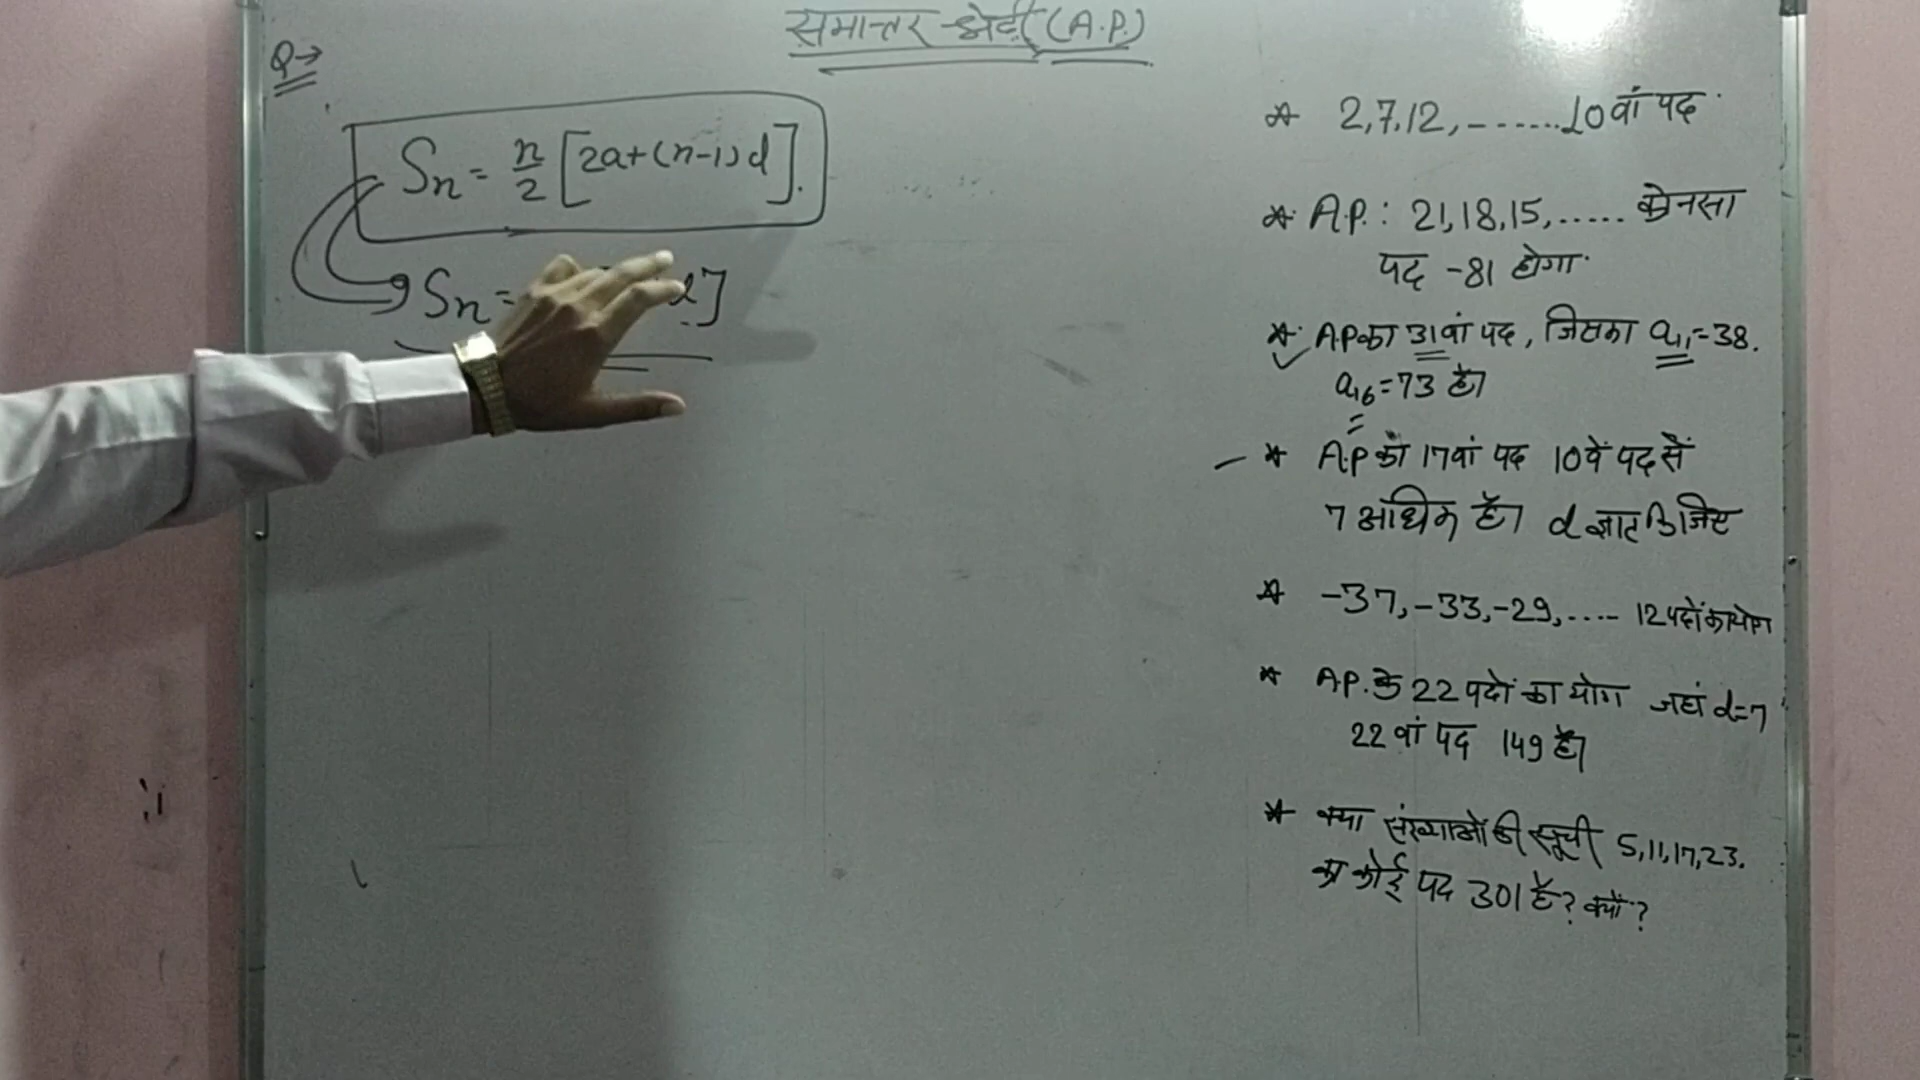 समान्तर श्रेढ़ी (A.P.)
Q→
Sn = n/2 [2a+(n-1)d].
Sn =
* 2,7,12, -......10वां पद
* A.P.: 21,18,15,...... कोनसा
पद -81 होगा
* A.P का 31वां पद, जिसका a11=38.
a16=73 है।
* A.P का 17वां पद 10वें पद सें
7 अधिक है। d ज्ञात किजिए
* -37,-33,-29,..... 12 पदों का योग
* A.P. के 22 पदों का योग जहां d=7
22 वां पद 149 है।
* क्या संख्याओं की सूची 5,11,17,23.
का कोई पद 301 है? क्यों?